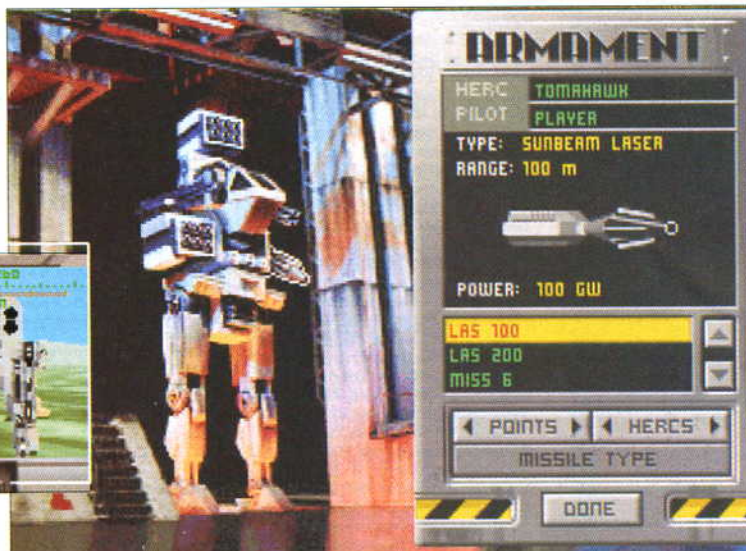 ARMAMENT
HERC TOMAHAWK
PILOT PLAYER
TYPE: SUNBEAM LASER
RANGE: 100 m
POWER: 100 GW
LAS 100
LAS 200
MISS 6
POINTS HERCS
MISSILE TYPE
DONE